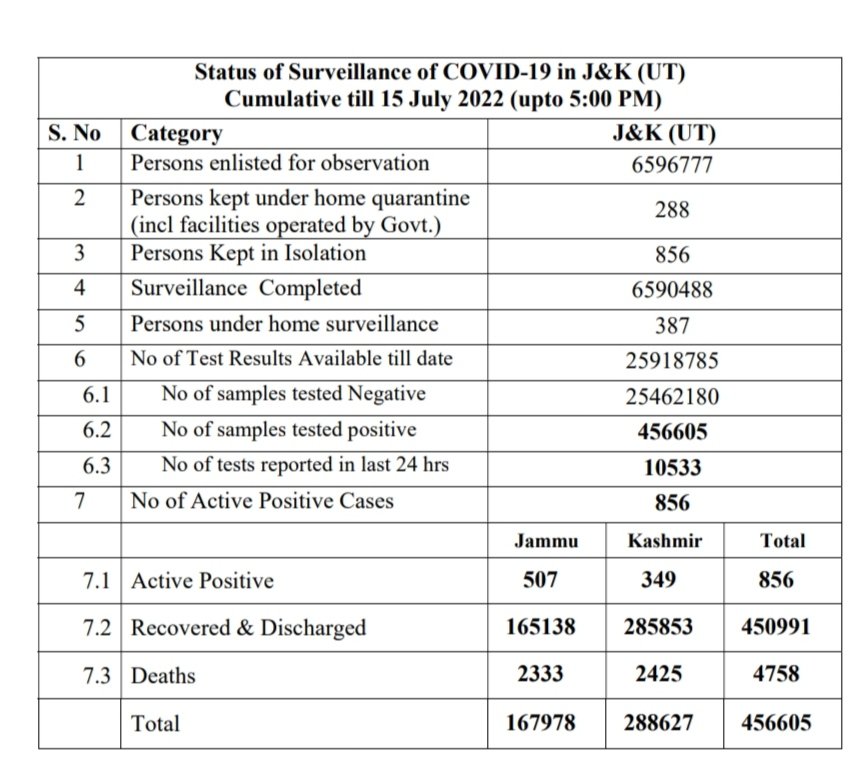 Status of Surveillance of COVID-19 in J&K (UT)
Cumulative till 15 July 2022 (upto 5:00 PM)
S. No Category J&K (UT)
1 Persons enlisted for observation 6596777
2 Persons kept under home quarantine
(incl facilities operated by Govt.) 288
3 Persons Kept in Isolation 856
4 Surveillance Completed 6590488
5 Persons under home surveillance 387
6 No of Test Results Available till date 25918785
6.1 No of samples tested Negative 25462180
6.2 No of samples tested positive 456605
6.3 No of tests reported in last 24 hrs 10533
7 No of Active Positive Cases 856
Jammu Kashmir Total
7.1 Active Positive 507 349 856
7.2 Recovered & Discharged 165138 285853 450991
7.3 Deaths 2333 2425 4758
Total 167978 288627 456605